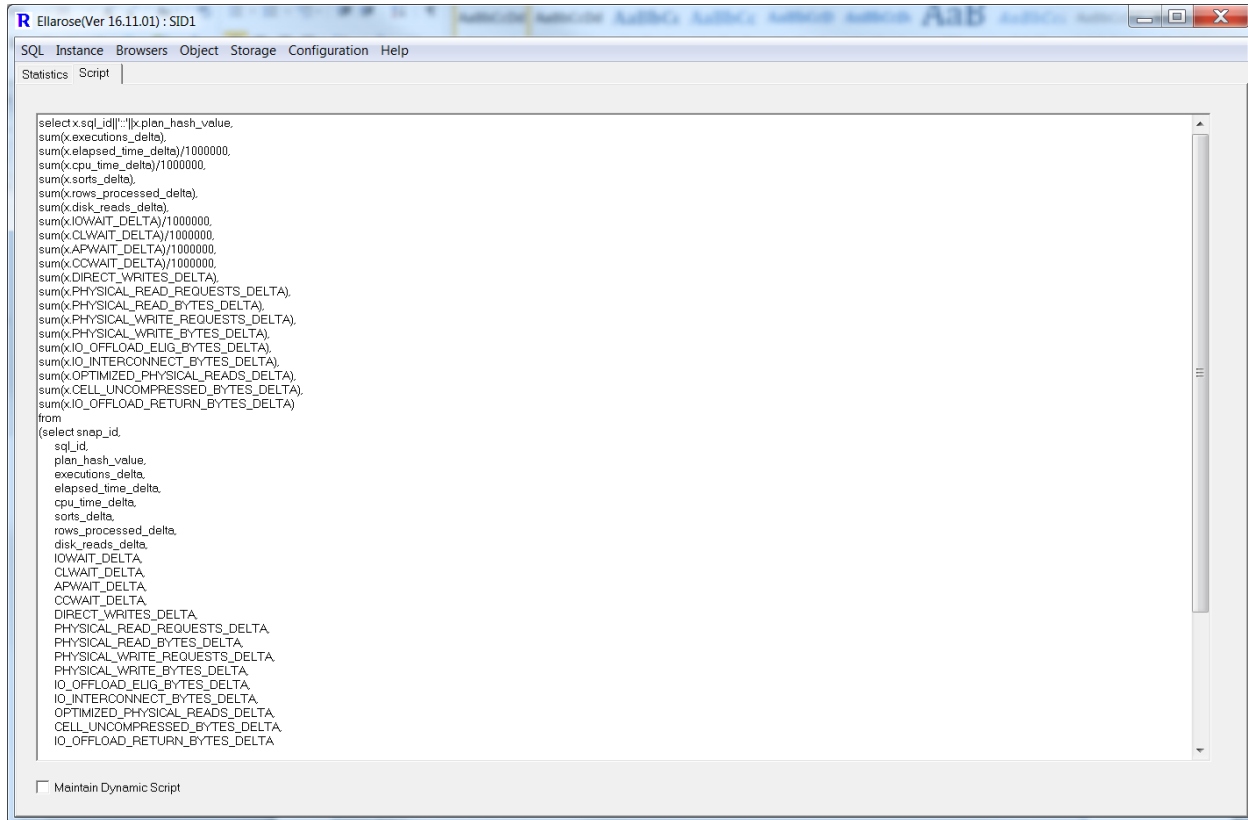 R Ellarose(Ver 16.11.01) : SID1
SQL Instance Browsers Object Storage Configuration Help
Statistics Script
select x.sql_id||'::'||x.plan_hash_value,
sum(x.executions_delta),
sum(x.elapsed_time_delta)/1000000,
sum(x.cpu_time_delta)/1000000,
sum(x.sorts_delta),
sum(x.rows_processed_delta),
sum(x.disk_reads_delta),
sum(x.IOWAIT_DELTA)/1000000,
sum(x.CLWAIT_DELTA)/1000000,
sum(x.APWAIT_DELTA)/1000000,
sum(x.CCWAIT_DELTA)/1000000,
sum(x.DIRECT_WRITES_DELTA),
sum(x.PHYSICAL_READ_REQUESTS_DELTA),
sum(x.PHYSICAL_READ_BYTES_DELTA),
sum(x.PHYSICAL_WRITE_REQUESTS_DELTA),
sum(x.PHYSICAL_WRITE_BYTES_DELTA),
sum(x.IO_OFFLOAD_ELIG_BYTES_DELTA),
sum(x.IO_INTERCONNECT_BYTES_DELTA),
sum(x.OPTIMIZED_PHYSICAL_READS_DELTA),
sum(x.CELL_UNCOMPRESSED_BYTES_DELTA),
sum(x.IO_OFFLOAD_RETURN_BYTES_DELTA)
from
(select snap_id,
sql_id,
plan_hash_value,
executions_delta,
elapsed_time_delta,
cpu_time_delta,
sorts_delta,
rows_processed_delta,
disk_reads_delta,
IOWAIT_DELTA,
CLWAIT_DELTA,
APWAIT_DELTA,
CCWAIT_DELTA,
DIRECT_WRITES_DELTA,
PHYSICAL_READ_REQUESTS_DELTA,
PHYSICAL_READ_BYTES_DELTA,
PHYSICAL_WRITE_REQUESTS_DELTA,
PHYSICAL_WRITE_BYTES_DELTA,
IO_OFFLOAD_ELIG_BYTES_DELTA,
IO_INTERCONNECT_BYTES_DELTA,
OPTIMIZED_PHYSICAL_READS_DELTA,
CELL_UNCOMPRESSED_BYTES_DELTA,
IO_OFFLOAD_RETURN_BYTES_DELTA
Maintain Dynamic Script